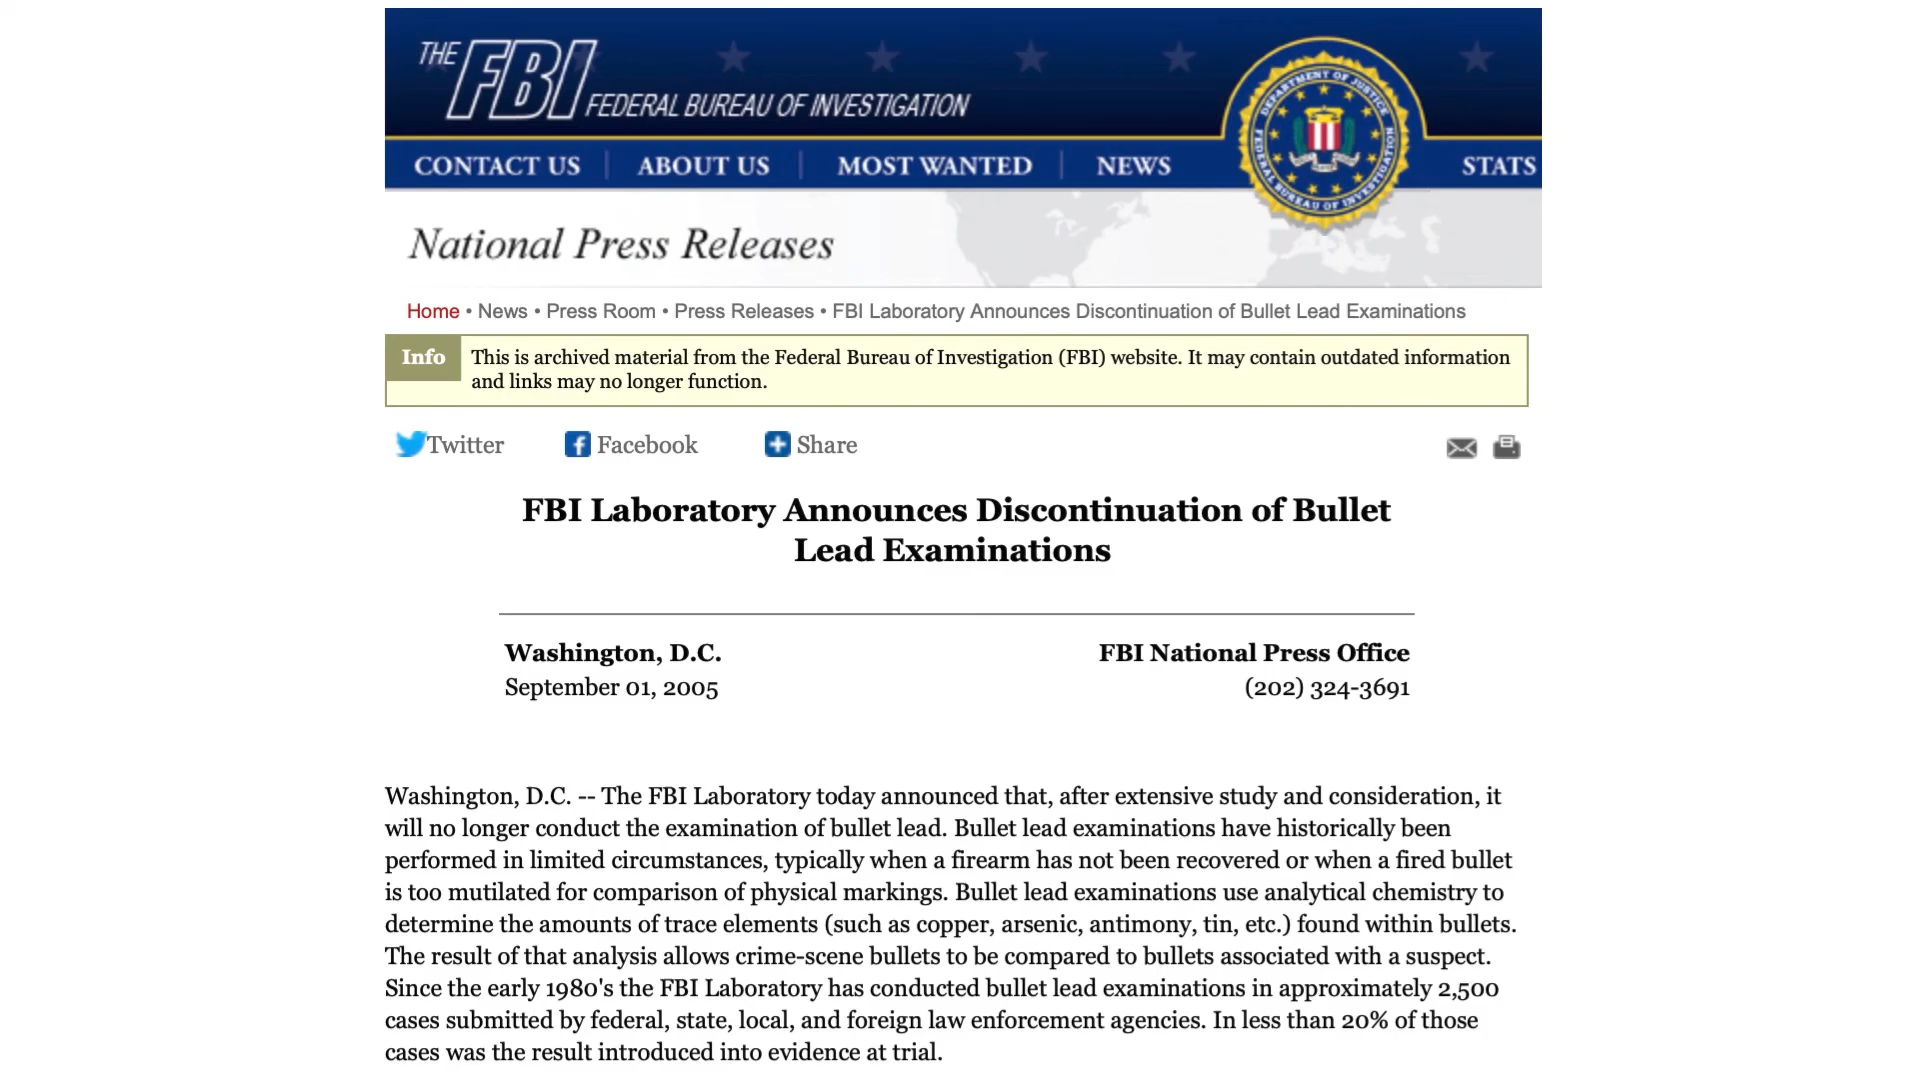 THE FBI FEDERAL BUREAU OF INVESTIGATION
DEPARTMENT OF JUSTICE
FEDERAL BUREAU OF INVESTIGATION
CONTACT US | ABOUT US | MOST WANTED | NEWS STATS
National Press Releases
Home • News • Press Room • Press Releases • FBI Laboratory Announces Discontinuation of Bullet Lead Examinations
Info This is archived material from the Federal Bureau of Investigation (FBI) website. It may contain outdated information
and links may no longer function.
Twitter Facebook Share
FBI Laboratory Announces Discontinuation of Bullet
Lead Examinations
Washington, D.C. FBI National Press Office
September 01, 2005 (202) 324-3691
Washington, D.C. -- The FBI Laboratory today announced that, after extensive study and consideration, it
will no longer conduct the examination of bullet lead. Bullet lead examinations have historically been
performed in limited circumstances, typically when a firearm has not been recovered or when a fired bullet
is too mutilated for comparison of physical markings. Bullet lead examinations use analytical chemistry to
determine the amounts of trace elements (such as copper, arsenic, antimony, tin, etc.) found within bullets.
The result of that analysis allows crime-scene bullets to be compared to bullets associated with a suspect.
Since the early 1980's the FBI Laboratory has conducted bullet lead examinations in approximately 2,500
cases submitted by federal, state, local, and foreign law enforcement agencies. In less than 20% of those
cases was the result introduced into evidence at trial.